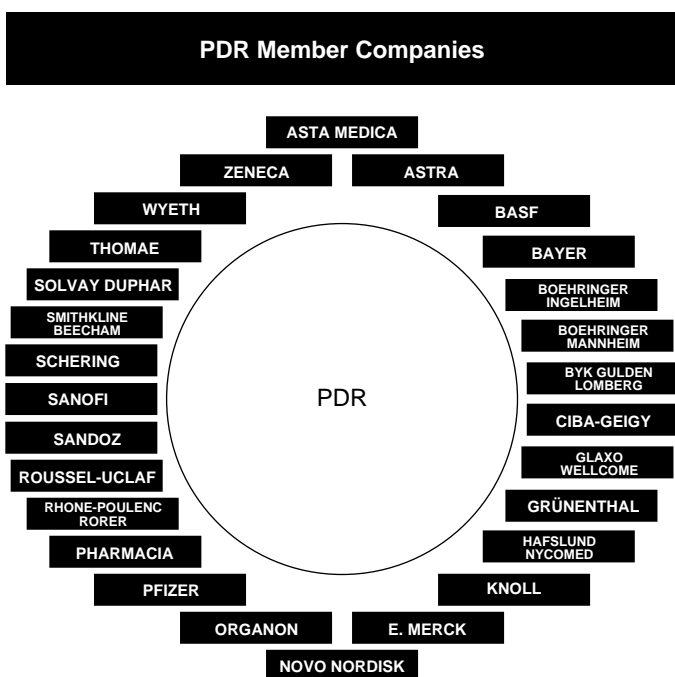 PDR Member Companies
ASTA MEDICA
ZENECA
ASTRA
WYETH
BASF
THOMAE
BAYER
SOLVAY DUPHAR
BOEHRINGER
INGELHEIM
SMITHKLINE
BEECHAM
BOEHRINGER
MANNHEIM
SCHERING
BYK GULDEN
LOMBERG
SANOFI
PDR
CIBA-GEIGY
SANDOZ
GLAXO
WELLCOME
ROUSSEL-UCLAF
GRÜNENTHAL
RHONE-POULENC
RORER
HAFSLUND
NYCOMED
PHARMACIA
KNOLL
PFIZER
ORGANON
E. MERCK
NOVO NORDISK